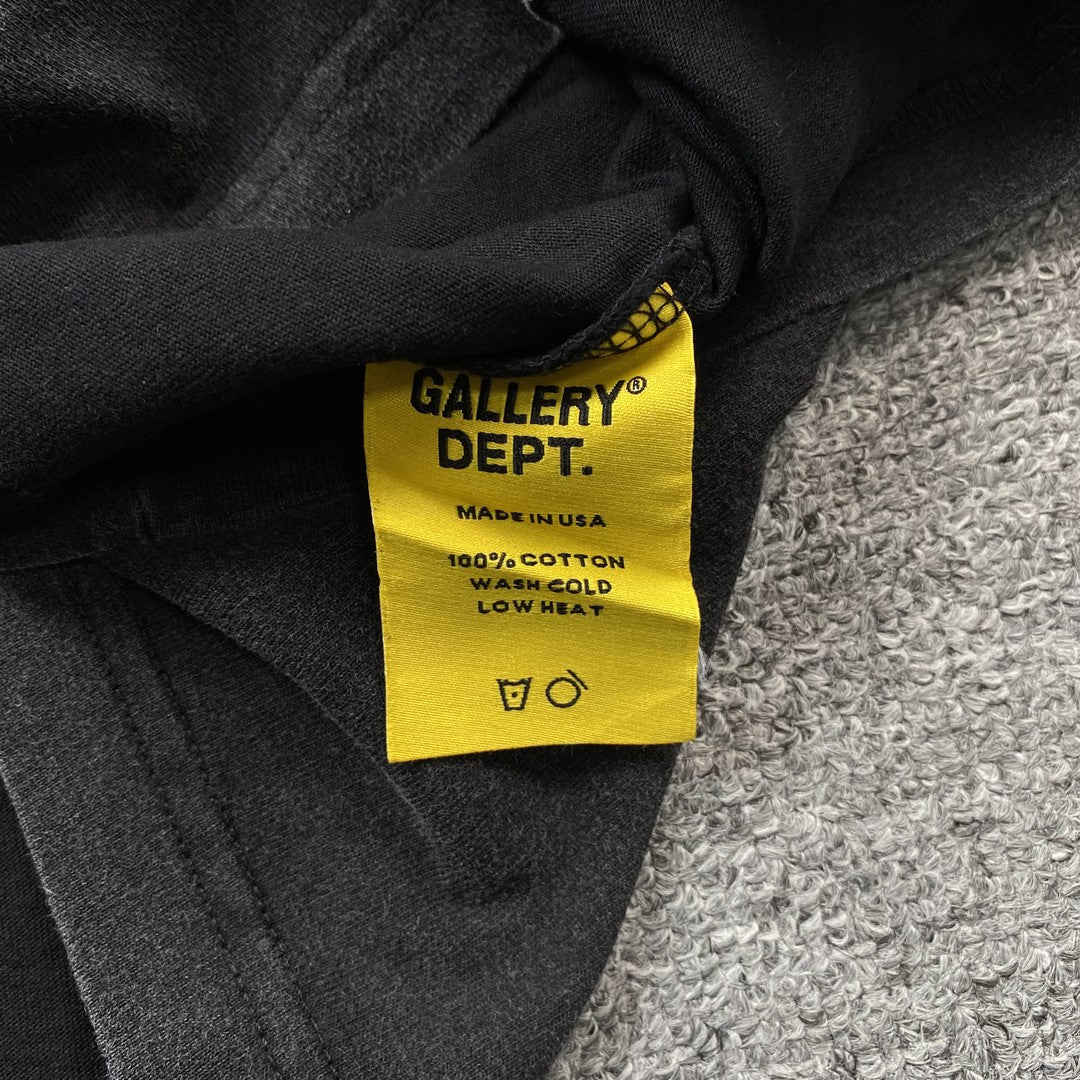 GALLERY®
DEPT.
MADE IN USA
100% COTTON
WASH COLD
LOW HEAT